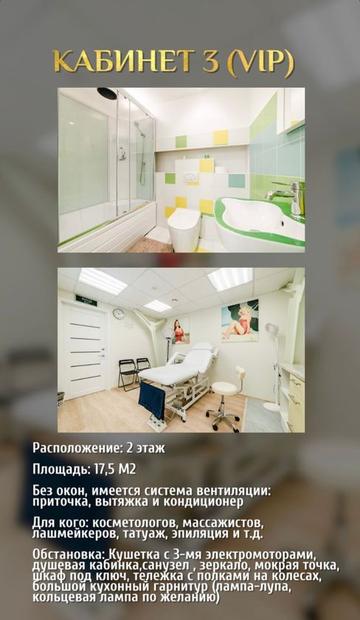 КАБИНЕТ 3 (VIP)
Расположение: 2 этаж
Площадь: 17,5 М2
Без окон, имеется система вентиляции:
приточка, вытяжка и кондиционер
Для кого: косметологов, массажистов,
лашмейкеров, татуаж, эпиляция и т.д.
Обстановка: Кушетка с 3-мя электромоторами,
душевая кабинка,санузел , зеркало, мокрая точка,
шкаф под ключ, тележка с полками на колесах,
большой кухонный гарнитур (лампа-лупа,
кольцевая лампа по желанию)